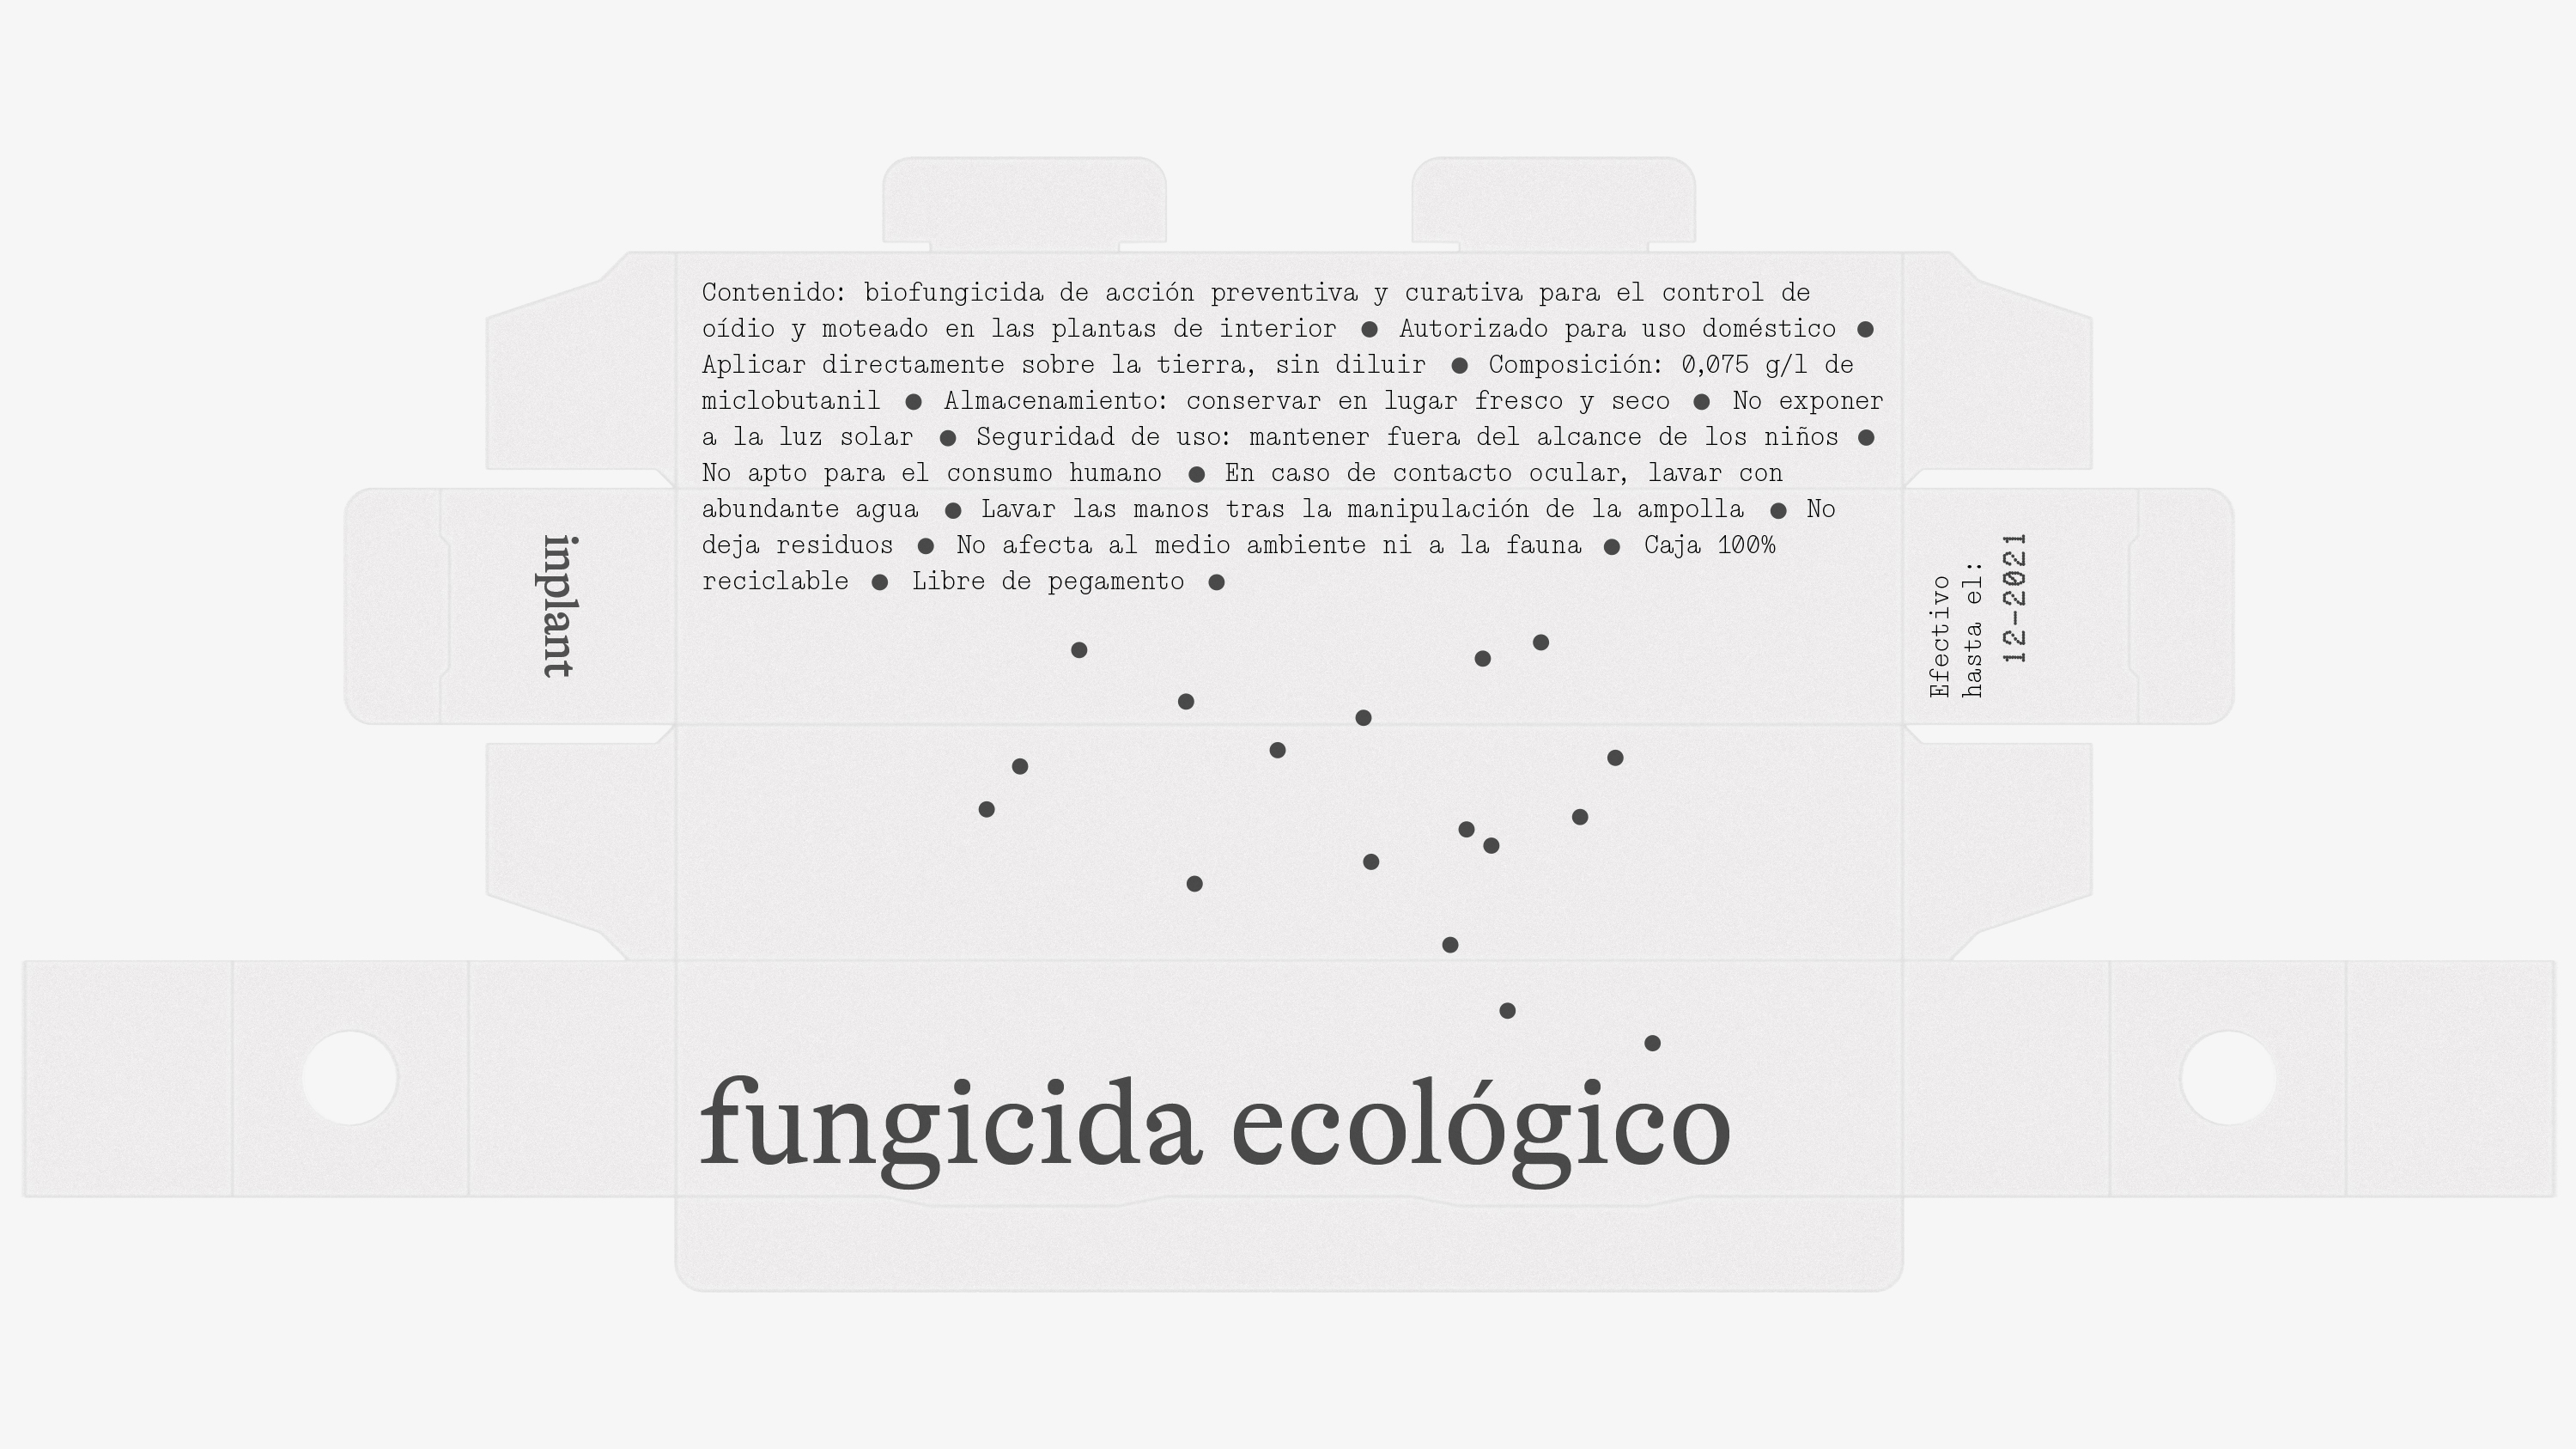 Contenido: biofungicida de acción preventiva y curativa para el control de
oídio y moteado en las plantas de interior ● Autorizado para uso doméstico ●
Aplicar directamente sobre la tierra, sin diluir ● Composición: 0,075 g/l de
miclobutanil ● Almacenamiento: conservar en lugar fresco y seco ● No exponer
a la luz solar ● Seguridad de uso: mantener fuera del alcance de los niños ●
No apto para el consumo humano ● En caso de contacto ocular, lavar con
abundante agua ● Lavar las manos tras la manipulación de la ampolla ● No
deja residuos ● No afecta al medio ambiente ni a la fauna ● Caja 100%
reciclable ● Libre de pegamento ●
inplant
Efectivo
hasta el:
12-2021
fungicida ecológico